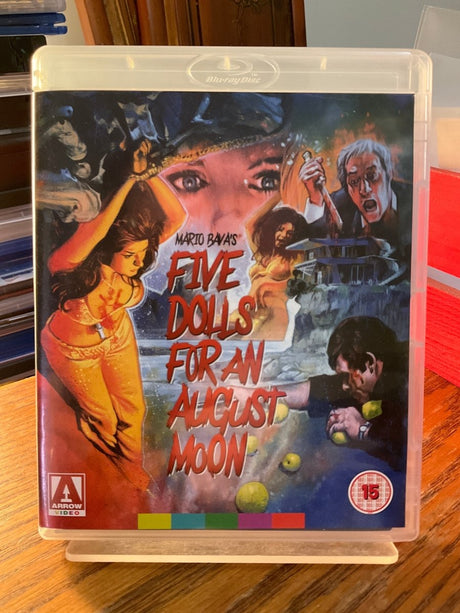 Blu-ray Disc
MARIO BAVA'S
FIVE
DOLLS
FOR AN
AUGUST
MOON
ARROW
VIDEO
15